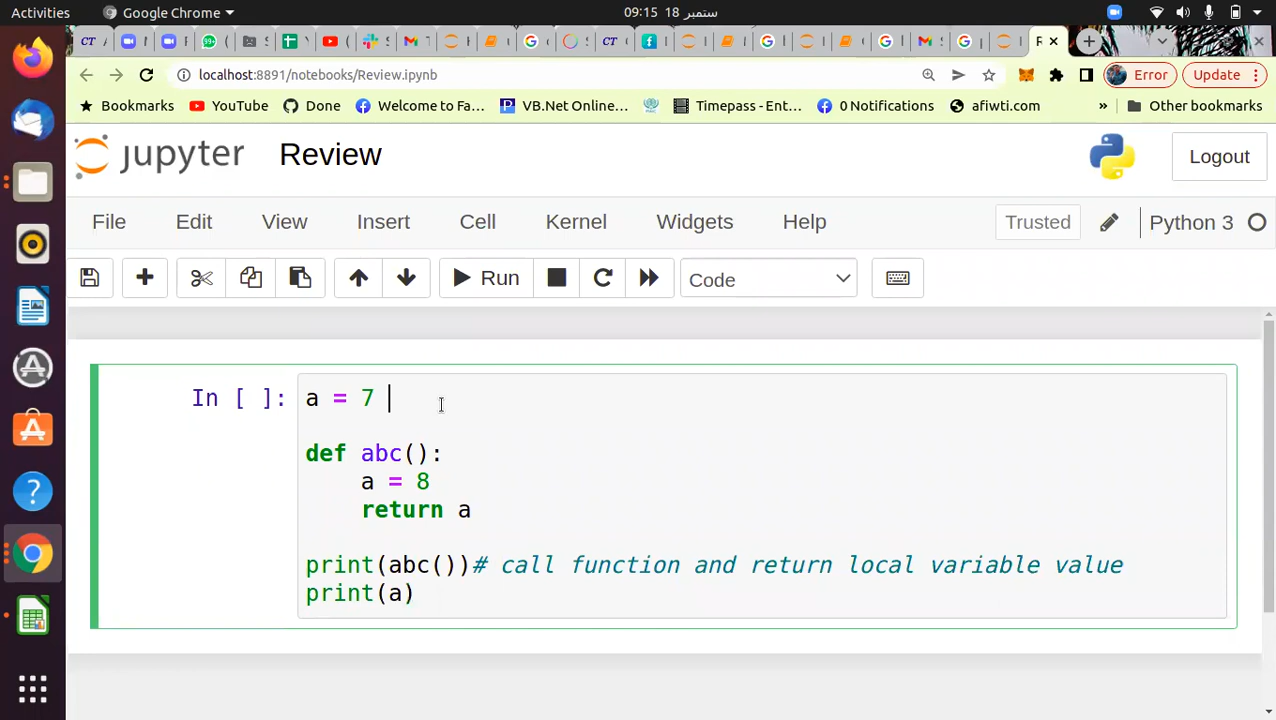 Activities
Google Chrome
09:15 18 ستمبر
CT
99+
CT
R
localhost:8891/notebooks/Review.ipynb
Error
Update
Bookmarks
YouTube
Done
Welcome to Fa...
VB.Net Online...
Timepass - Ent...
0 Notifications
afiwti.com
»
Other bookmarks
jupyter
Review
Logout
File
Edit
View
Insert
Cell
Kernel
Widgets
Help
Trusted
Python 3
Run
Code
In [ ]: a = 7
def abc():
a = 8
return a
print(abc())# call function and return local variable value
print(a)